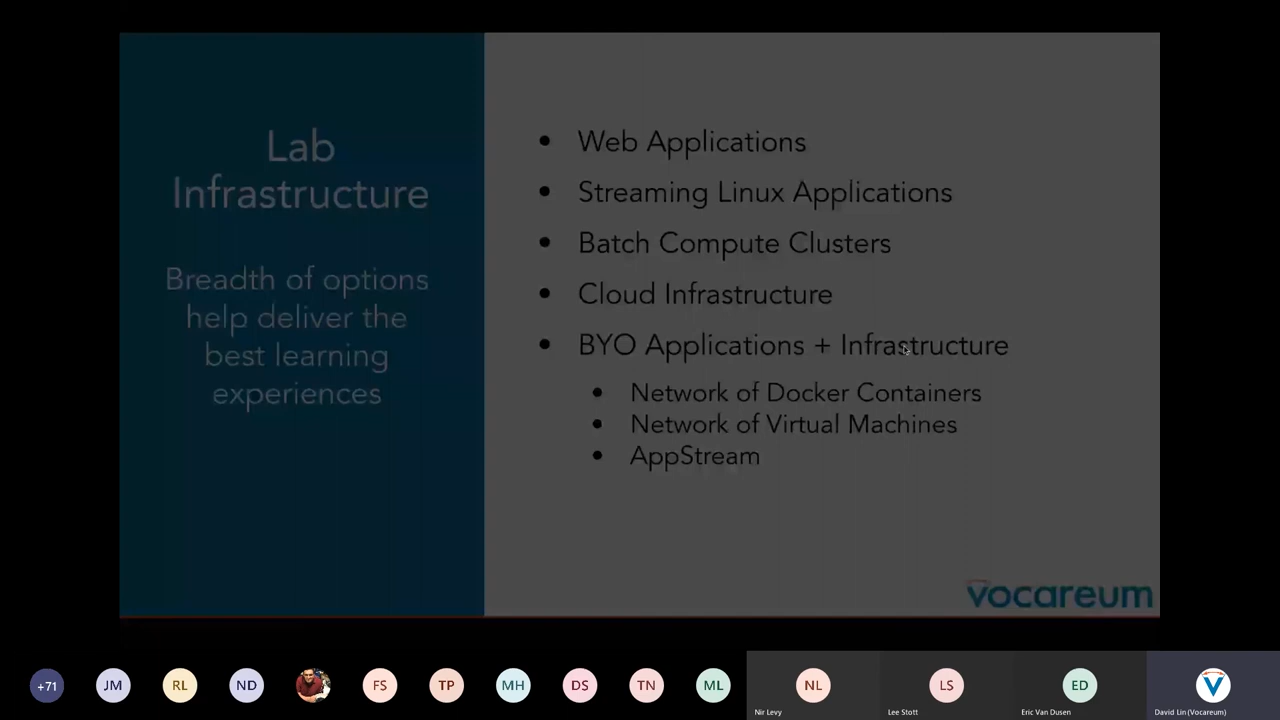 Lab
Infrastructure
Breadth of options
help deliver the
best learning
experiences
• Web Applications
• Streaming Linux Applications
• Batch Compute Clusters
• Cloud Infrastructure
• BYO Applications + Infrastructure
• Network of Docker Containers
• Network of Virtual Machines
• AppStream
vocareum
+71
JM
RL
ND
FS
TP
MH
DS
TN
ML
NL
LS
ED
Nir Levy
Lee Stott
Eric Van Dusen
David Lin (Vocareum)